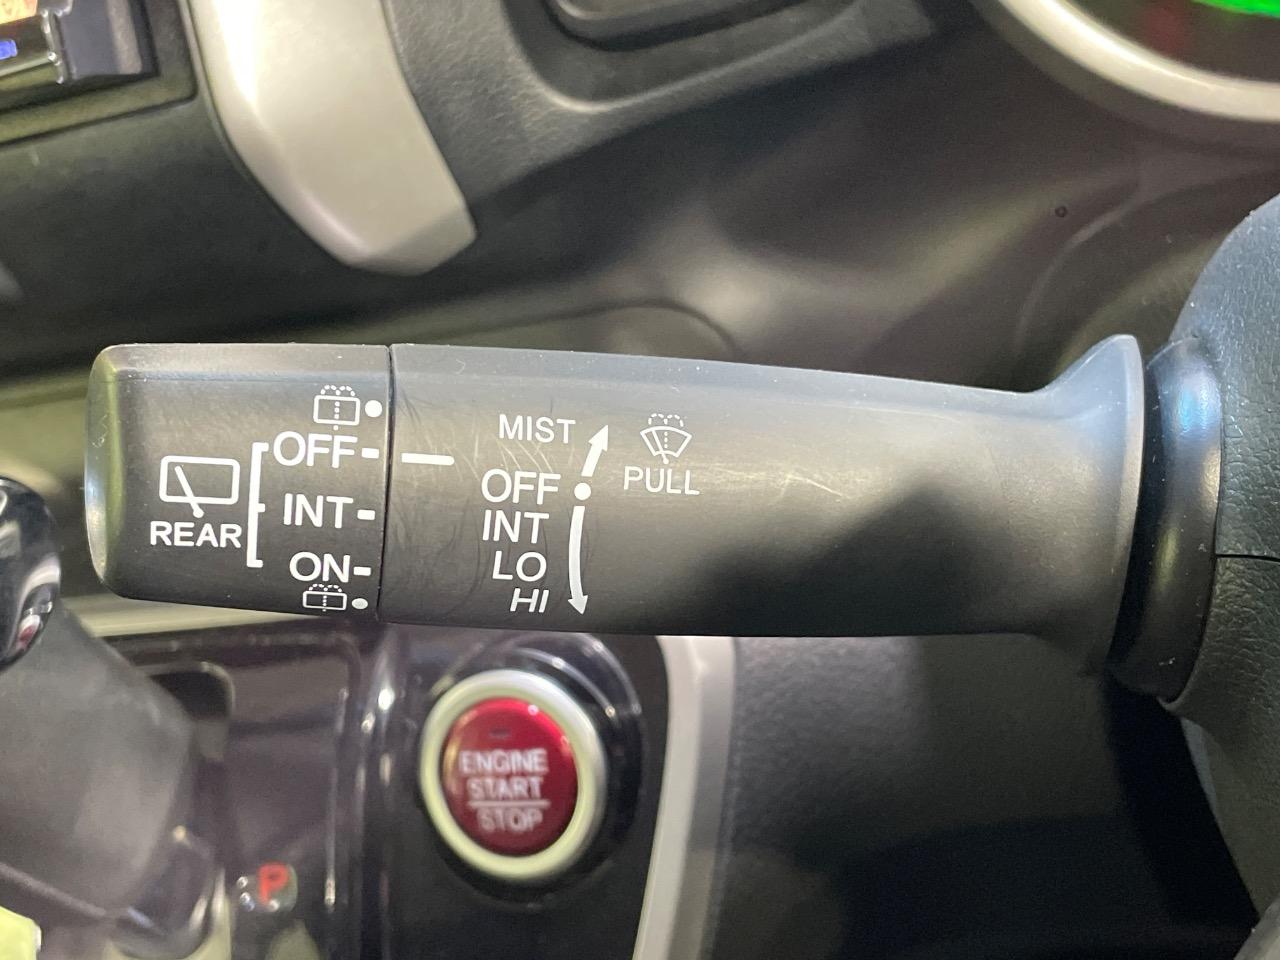 REAR
OFF
INT
ON
MIST
OFF
INT
LO
HI
PULL
ENGINE
START
STOP
P